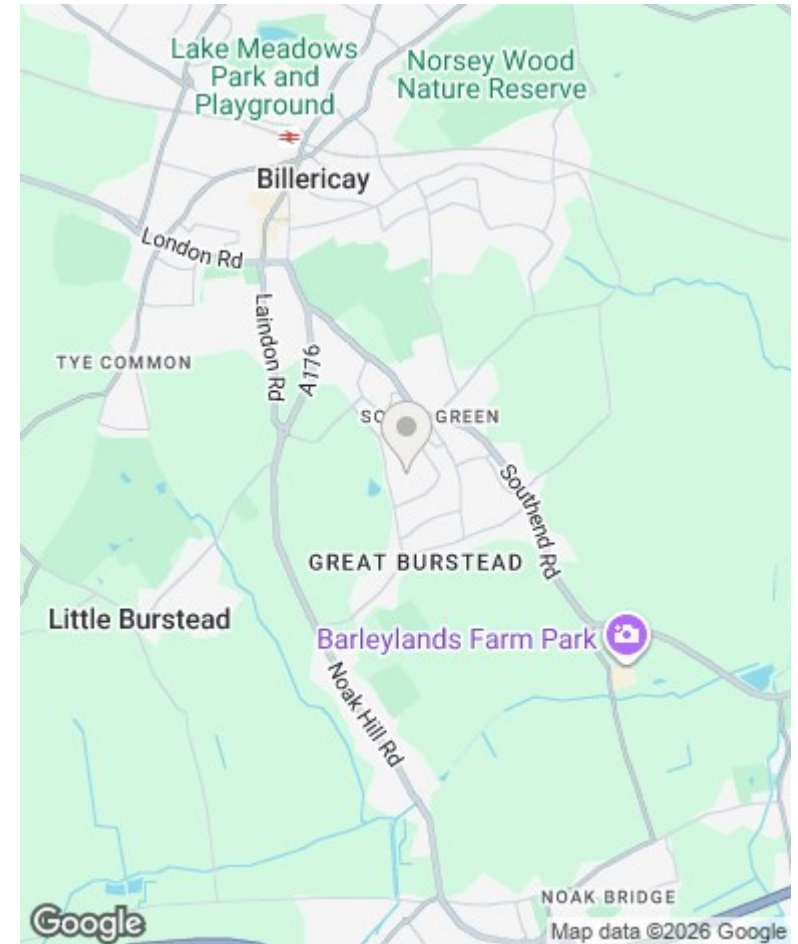 Lake Meadows
Park and
Playground
Norsey Wood
Nature Reserve
Billericay
London Rd
Laindon Rd
A176
TYE COMMON
GREEN
Southend Rd
GREAT BURSTEAD
Little Burstead
Barleylands Farm Park
Noak Hill Rd
NOAK BRIDGE
Google
Map data ©2026 Google